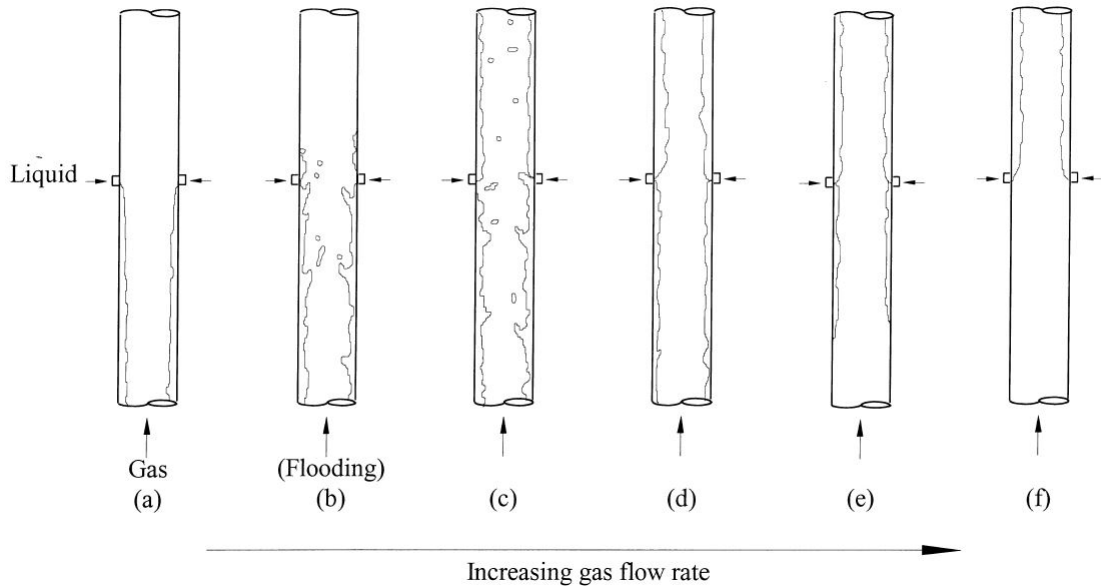 Liquid
Gas
(Flooding)
(a)
(b)
(c)
(d)
(e)
(f)
Increasing gas flow rate